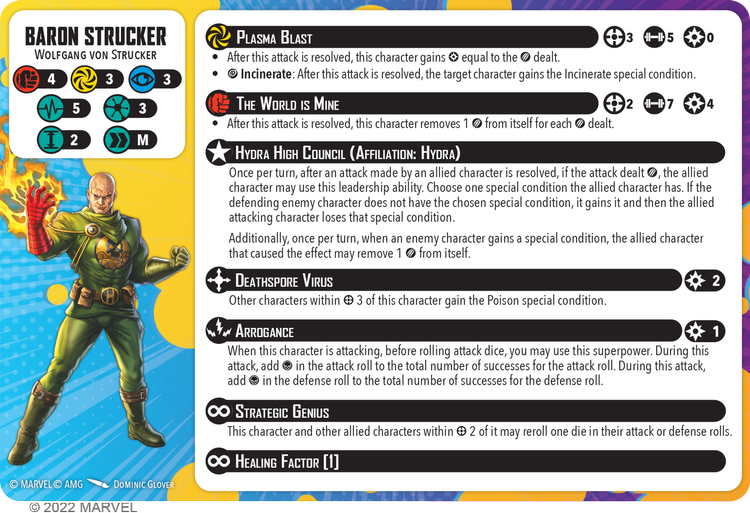 BARON STRUCKER
WOLFGANG VON STRUCKER
4 3 3
5 3
2 M
PLASMA BLAST 3 5 0
• After this attack is resolved, this character gains equal to the dealt.
• Incinerate: After this attack is resolved, the target character gains the Incinerate special condition.
THE WORLD IS MINE 2 7 4
• After this attack is resolved, this character removes 1 from itself for each dealt.
HYDRA HIGH COUNCIL (AFFILIATION: HYDRA)
Once per turn, after an attack made by an allied character is resolved, if the attack dealt , the allied
character may use this leadership ability. Choose one special condition the allied character has. If the
defending enemy character does not have the chosen special condition, it gains it and then the allied
attacking character loses that special condition.
Additionally, once per turn, when an enemy character gains a special condition, the allied character
that caused the effect may remove 1 from itself.
DEATHSPORE VIRUS 2
Other characters within 3 of this character gain the Poison special condition.
ARROGANCE 1
When this character is attacking, before rolling attack dice, you may use this superpower. During this
attack, add in the attack roll to the total number of successes for the attack roll. During this attack,
add in the defense roll to the total number of successes for the defense roll.
STRATEGIC GENIUS
This character and other allied characters within 2 of it may reroll one die in their attack or defense rolls.
HEALING FACTOR [1]
© MARVEL © AMG DOMINIC GLOVER
© 2022 MARVEL